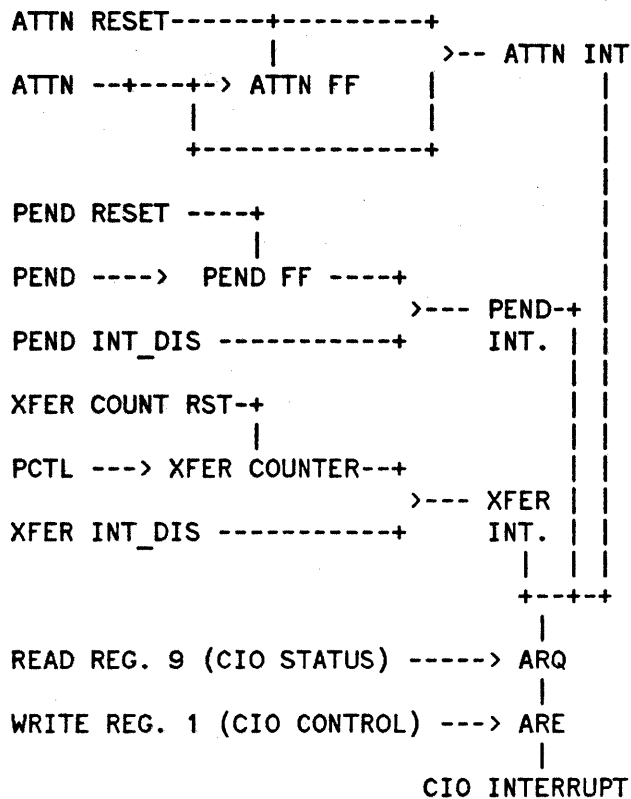 ATTN RESET------+---------+
|         >-- ATTN INT
ATTN --+---+-> ATTN FF    |         |
|              |         |
+--------------+         |
PEND RESET ----+
|
PEND ---->  PEND FF ----+
>--- PEND-+
PEND INT_DIS -----------+     INT. |
XFER COUNT RST-+
|
PCTL ---> XFER COUNTER--+
>--- XFER | |
XFER INT_DIS -----------+     INT. | |
| | |
+--+-+
|
READ REG. 9 (CIO STATUS) -----> ARQ
|
WRITE REG. 1 (CIO CONTROL) ---> ARE
|
CIO INTERRUPT